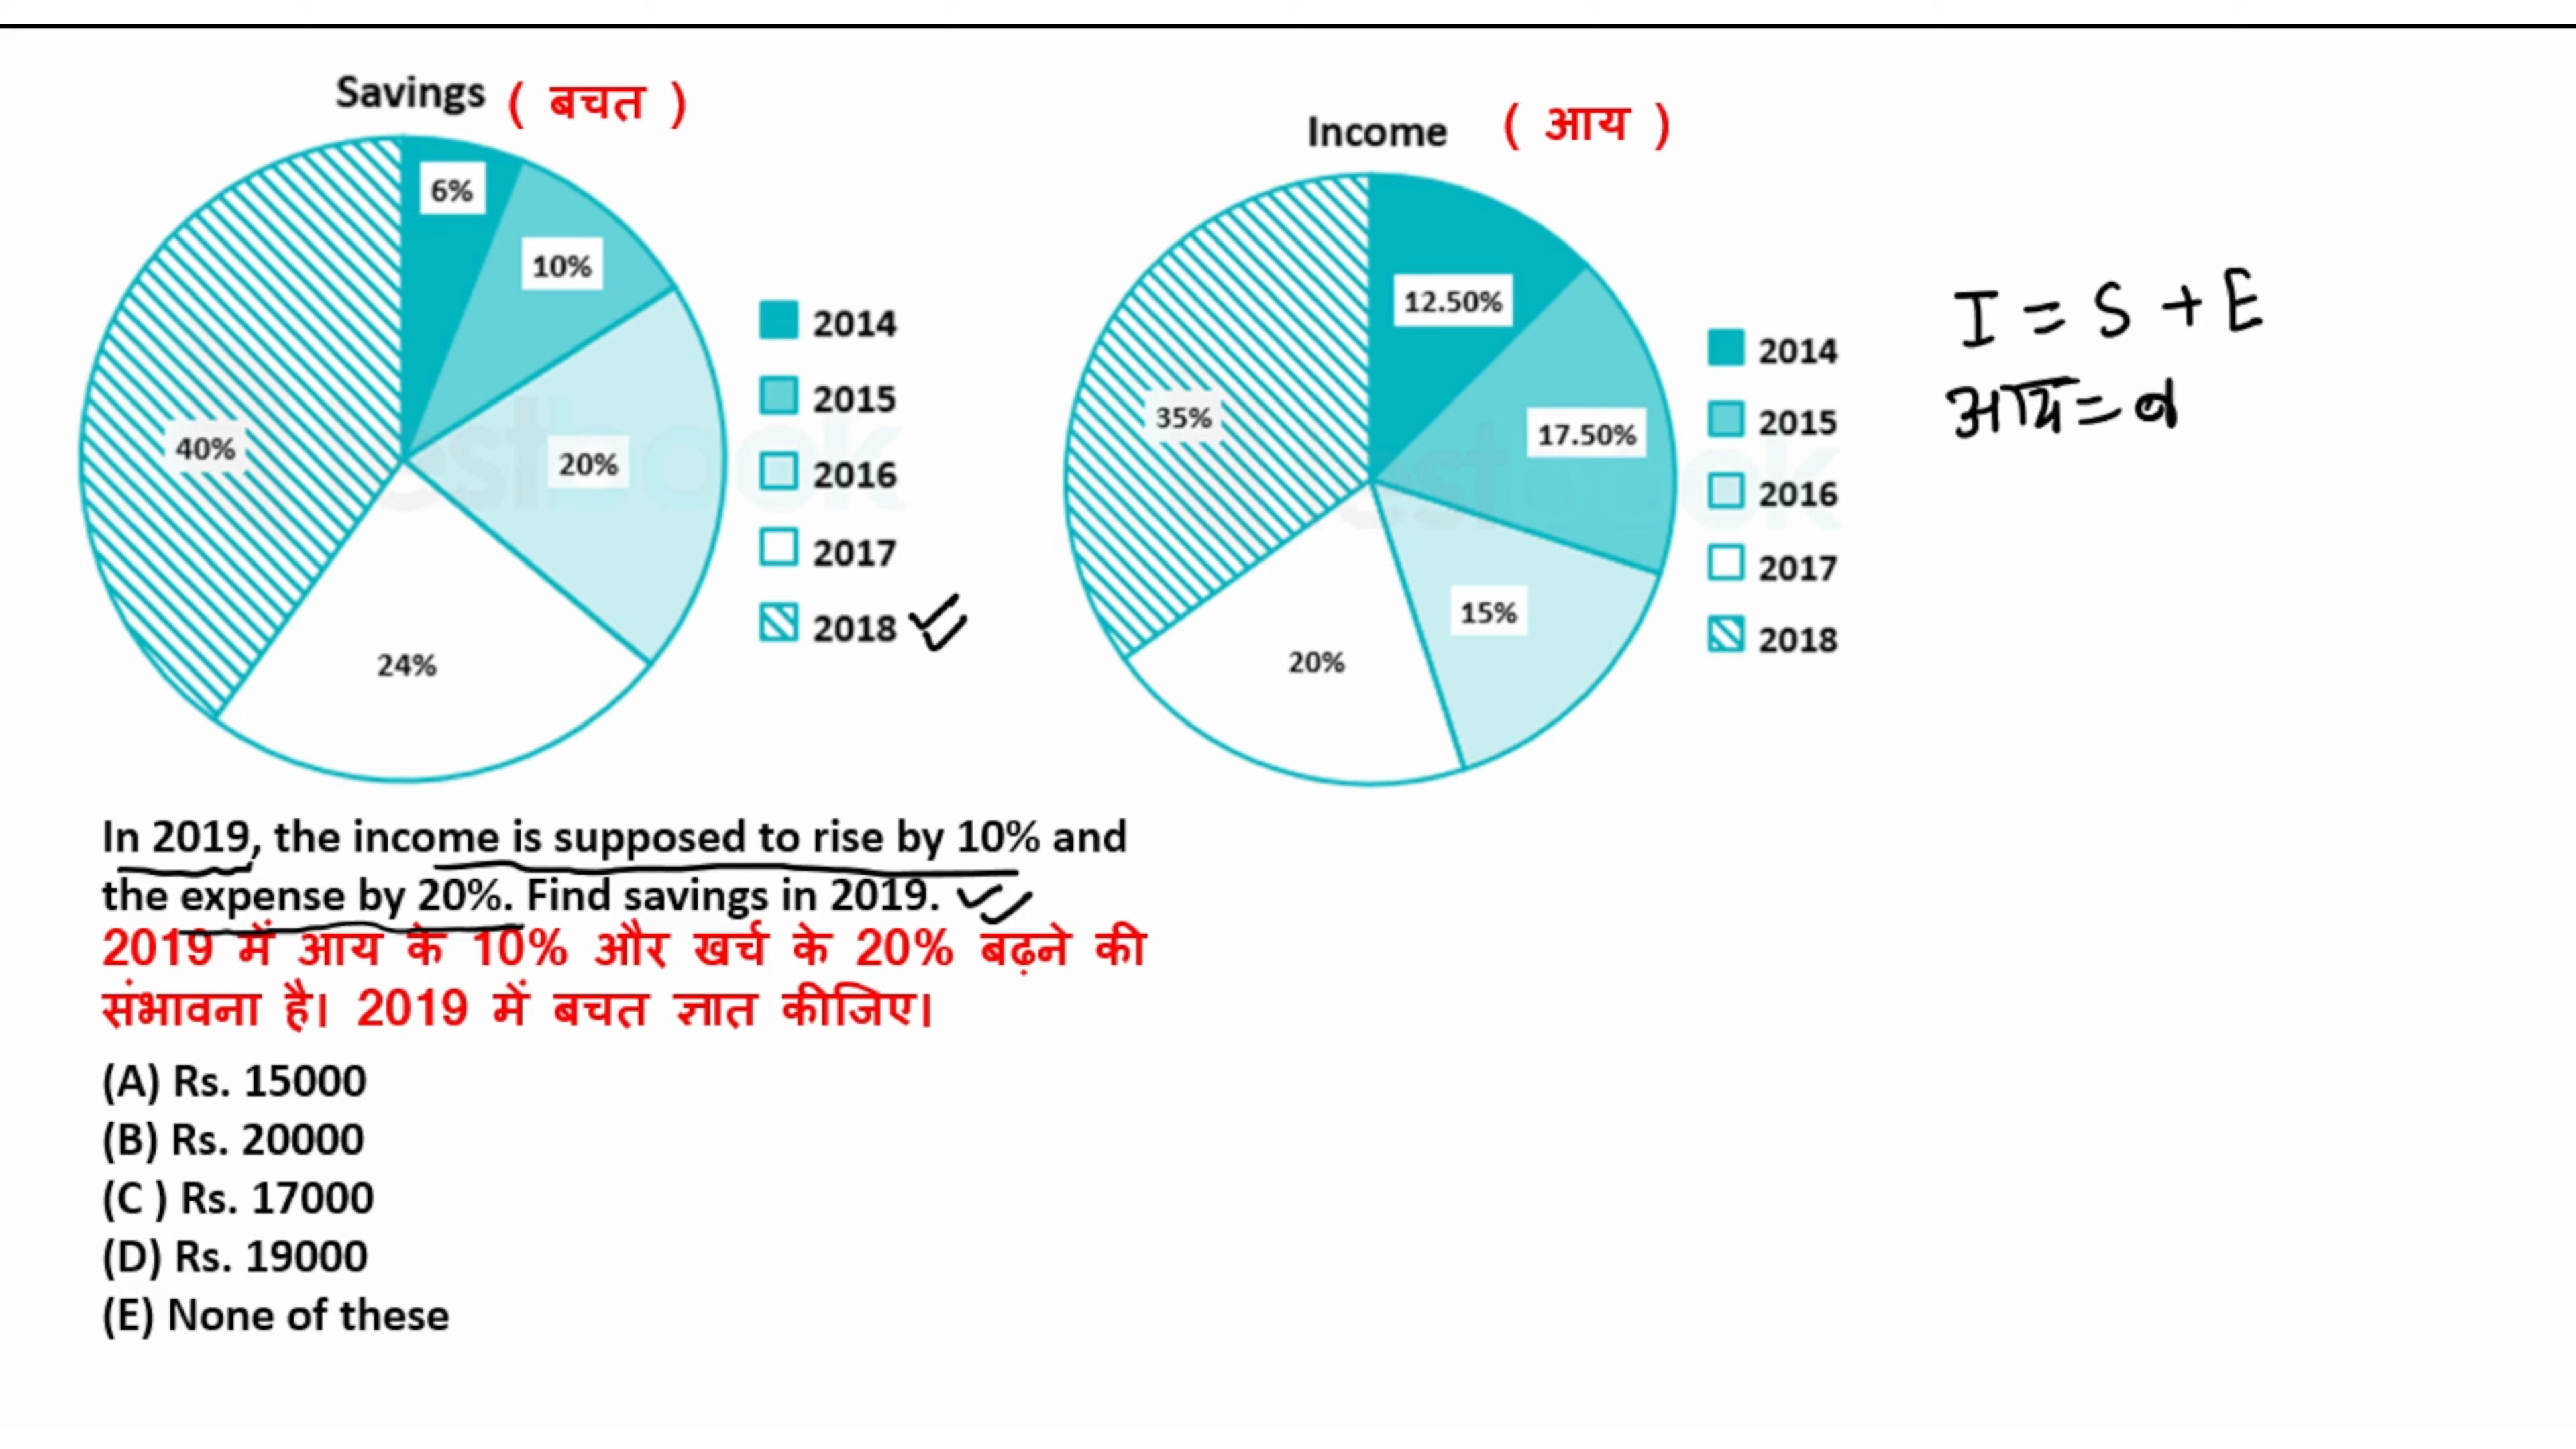 Savings ( बचत )
6%
10%
20%
24%
40%
2014
2015
2016
2017
2018
Income ( आय )
12.50%
17.50%
15%
20%
35%
2014
2015
2016
2017
2018
I = S + E
आय = ब
In 2019, the income is supposed to rise by 10% and
the expense by 20%. Find savings in 2019.
2019 में आय के 10% और खर्च के 20% बढ़ने की
संभावना है। 2019 में बचत ज्ञात कीजिए।
(A) Rs. 15000
(B) Rs. 20000
(C ) Rs. 17000
(D) Rs. 19000
(E) None of these